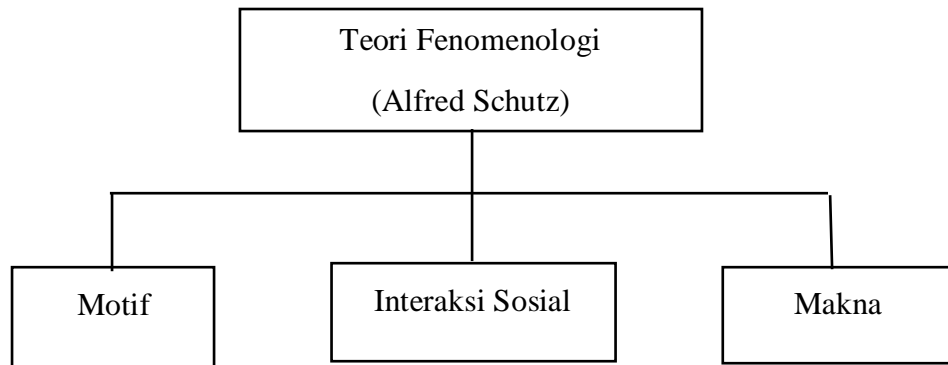 Teori Fenomenologi
(Alfred Schutz)
Motif
Interaksi Sosial
Makna